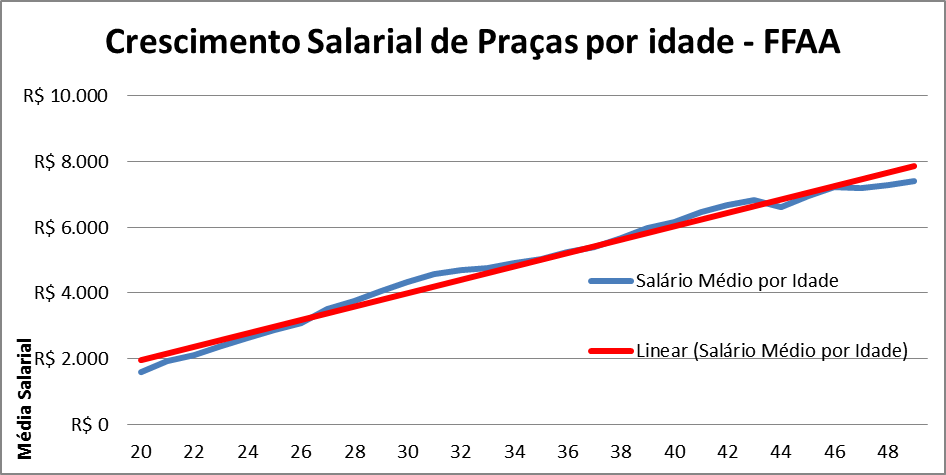 Crescimento Salarial de Praças por idade - FFAA
R$ 10.000
R$ 8.000
R$ 6.000
R$ 4.000
R$ 2.000
R$ 0
Média Salarial
Salário Médio por Idade
Linear (Salário Médio por Idade)
20 22 24 26 28 30 32 34 36 38 40 42 44 46 48